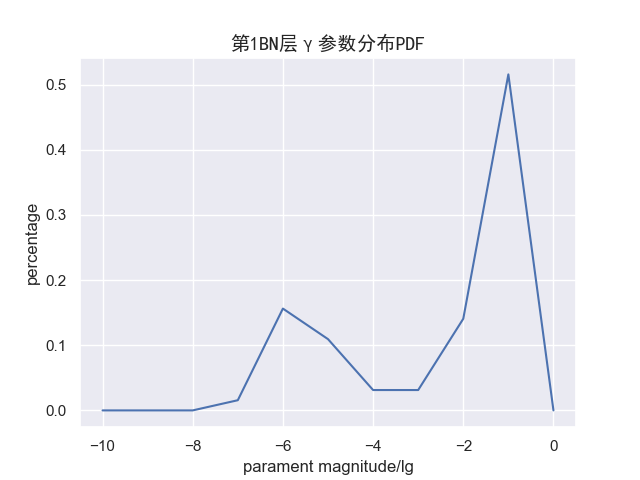 第1BN层γ参数分布PDF
0.5
0.4
0.3
0.2
0.1
0.0
percentage
−10 −8 −6 −4 −2 0
parament magnitude/lg